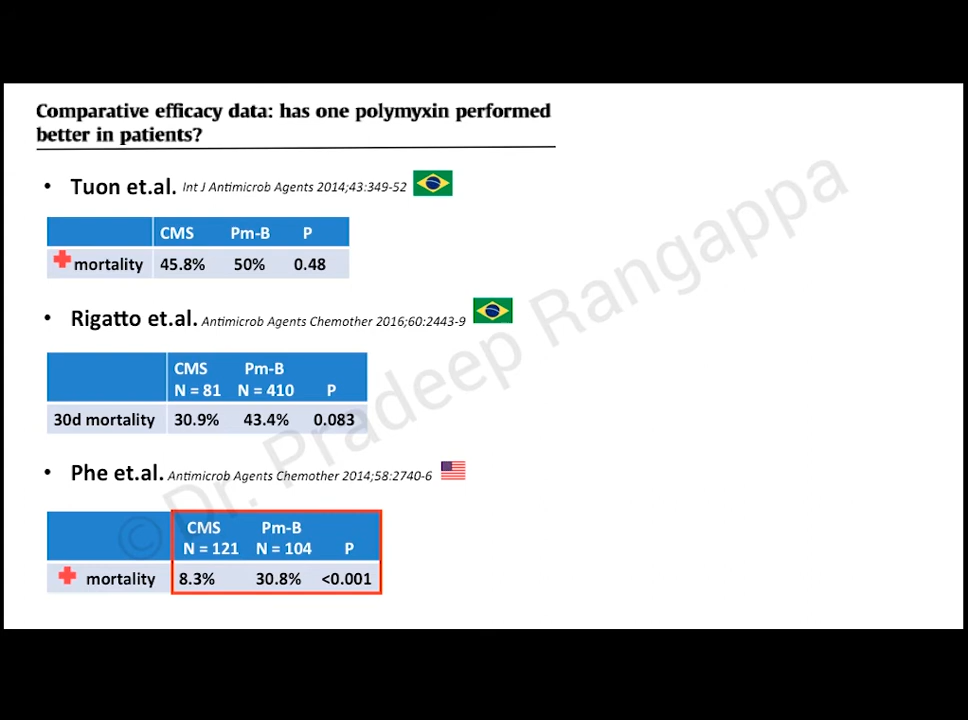 Comparative efficacy data: has one polymyxin performed
better in patients?
• Tuon et.al. Int J Antimicrob Agents 2014;43:349-52
CMS Pm-B P
mortality 45.8% 50% 0.48
• Rigatto et.al. Antimicrob Agents Chemother 2016;60:2443-9
CMS Pm-B
N = 81 N = 410 P
30d mortality 30.9% 43.4% 0.083
• Phe et.al. Antimicrob Agents Chemother 2014;58:2740-6
CMS Pm-B
N = 121 N = 104 P
mortality 8.3% 30.8% <0.001
© Dr. Pradeep Rangappa